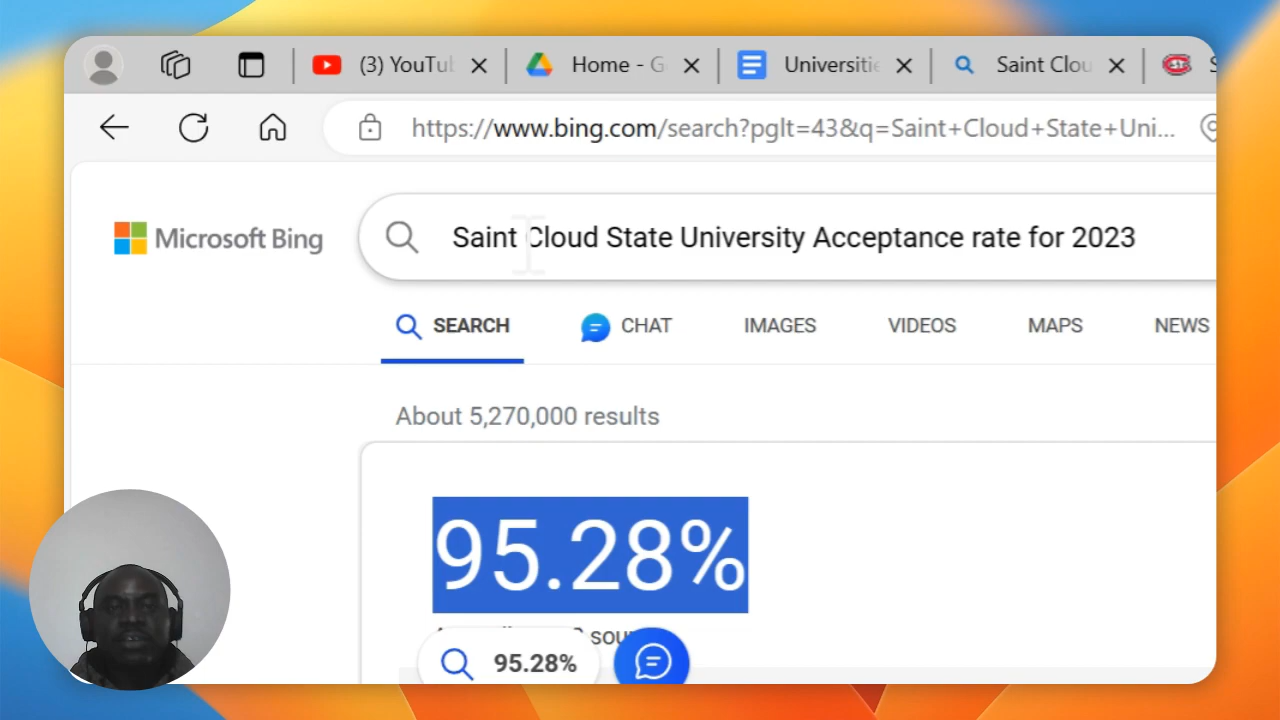 (3) YouTu
Home - G
Universitie
Saint Clou
https://www.bing.com/search?pglt=43&q=Saint+Cloud+State+Uni...
Microsoft Bing
Saint Cloud State University Acceptance rate for 2023
SEARCH
CHAT
IMAGES
VIDEOS
MAPS
NEWS
About 5,270,000 results
95.28%
95.28%